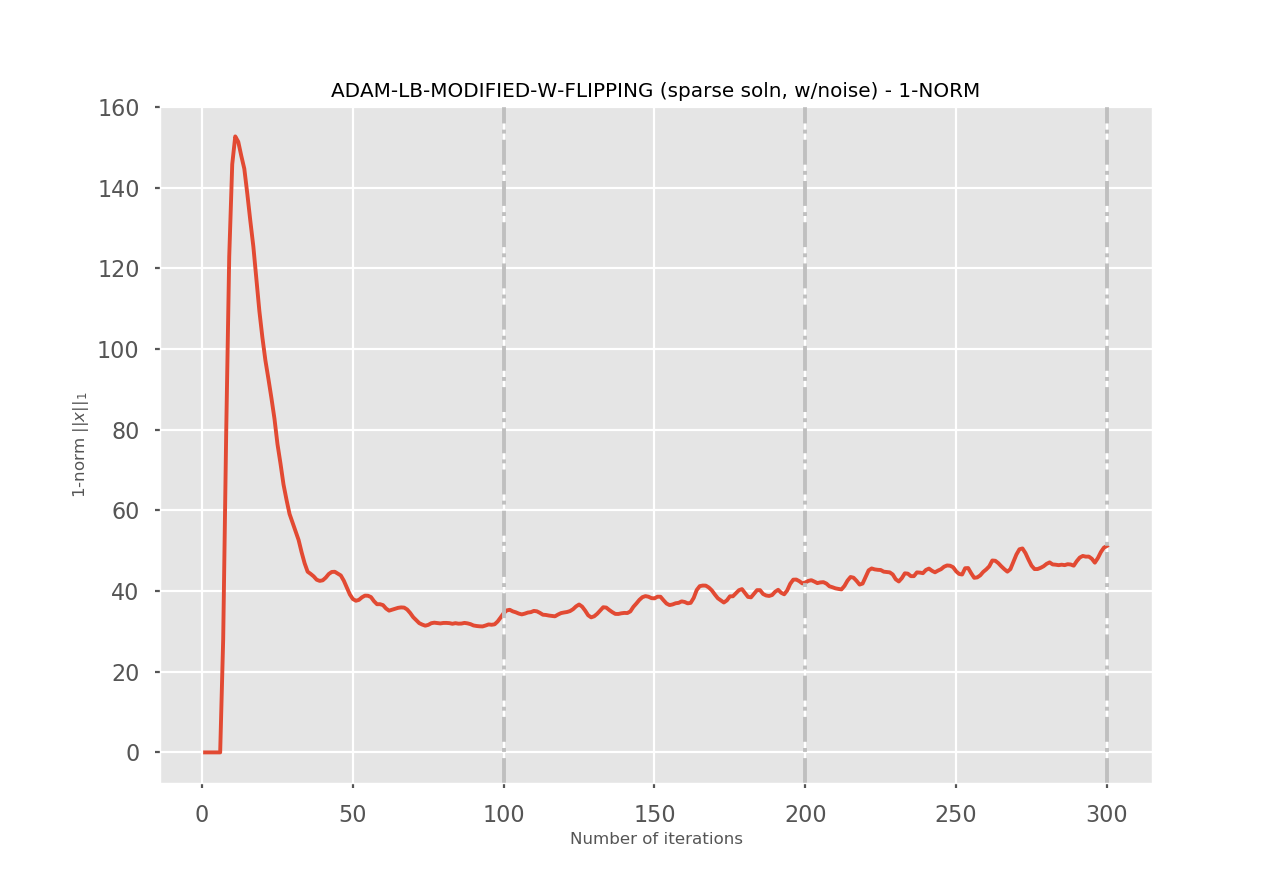 ADAM-LB-MODIFIED-W-FLIPPING (sparse soln, w/noise) - 1-NORM
160
140
120
100
80
60
40
20
0
1-norm ||x||₁
0 50 100 150 200 250 300
Number of iterations